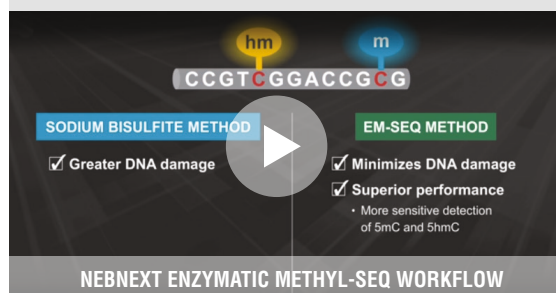 hm
m
CCGTCGGACCGCG
SODIUM BISULFITE METHOD
EM-SEQ METHOD
Greater DNA damage
Minimizes DNA damage
Superior performance
• More sensitive detection
of 5mC and 5hmC
NEBNEXT ENZYMATIC METHYL-SEQ WORKFLOW